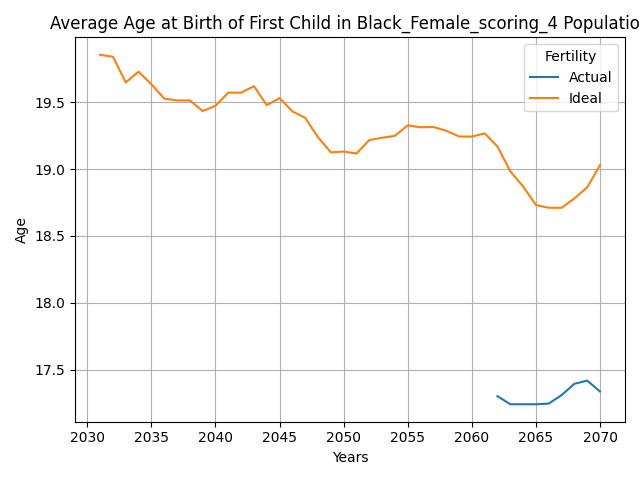 Average Age at Birth of First Child in Black_Female_scoring_4 Populatio
Fertility
Actual
Ideal
19.5
19.0
18.5
18.0
17.5
Age
2030 2035 2040 2045 2050 2055 2060 2065 2070
Years